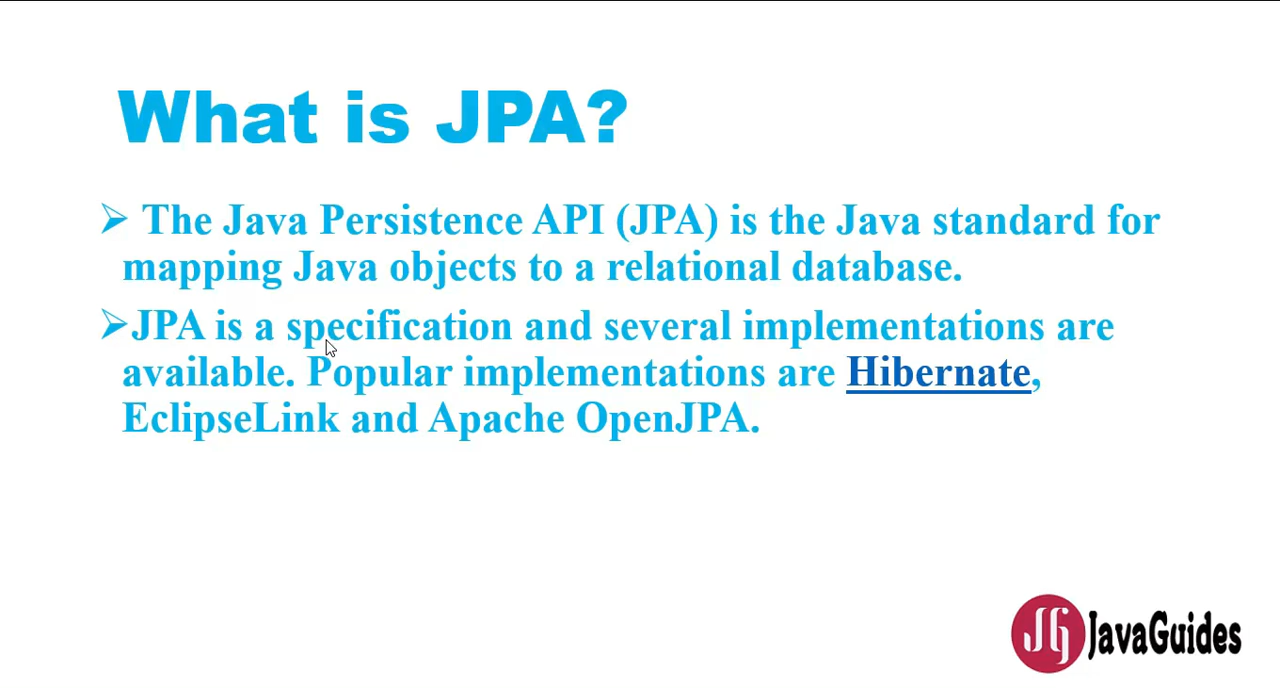 What is JPA?
➢ The Java Persistence API (JPA) is the Java standard for
mapping Java objects to a relational database.
➢JPA is a specification and several implementations are
available. Popular implementations are Hibernate,
EclipseLink and Apache OpenJPA.
JG JavaGuides